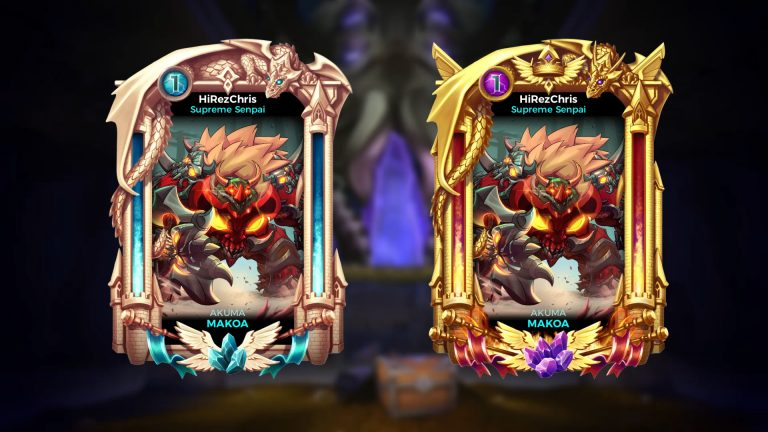 1
HiRezChris
Supreme Senpai
AKUMA
MAKOA
1
HiRezChris
Supreme Senpai
AKUMA
MAKOA